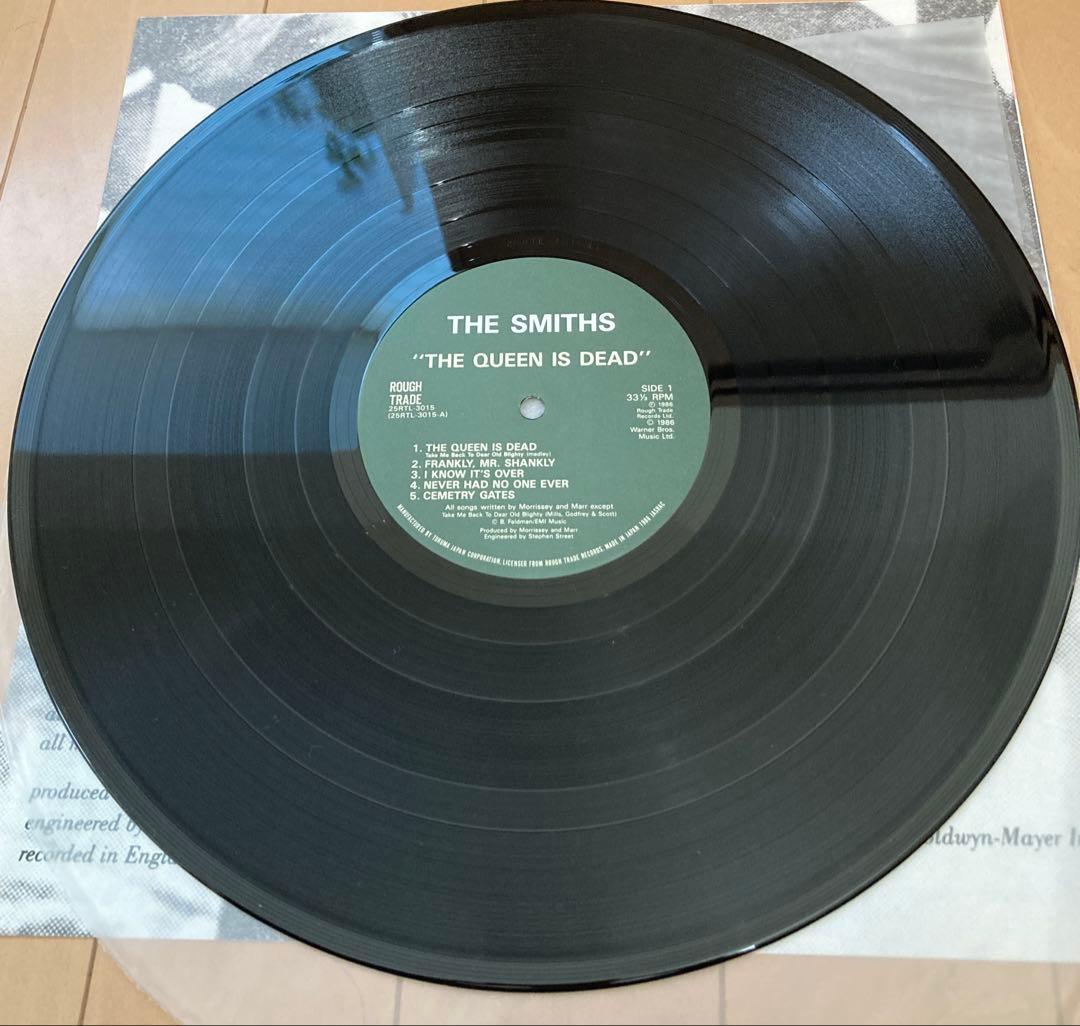 THE SMITHS
"THE QUEEN IS DEAD"
ROUGH
TRADE
25RTL-3015
(25RTL-3015-A)
SIDE 1
33⅓ RPM
℗ 1986
Rough Trade
Records Ltd.
© 1986
Warner Bros.
Music Ltd.
1. THE QUEEN IS DEAD
Take Me Back To Dear Old Blighty (medley)
2. FRANKLY, MR. SHANKLY
3. I KNOW IT'S OVER
4. NEVER HAD NO ONE EVER
5. CEMETRY GATES
All songs written by Morrissey and Marr except
Take Me Back To Dear Old Blighty (Mills, Godfrey & Scott)
© B. Feldman/EMI Music
Produced by Morrissey and Marr
Engineered by Stephen Street
MANUFACTURED BY TOKUMA JAPAN CORPORATION, LICENSED FROM ROUGH TRADE RECORDS. MADE IN JAPAN 1986 JASRAC
all
produced
engineered by
recorded in Engla
oldwyn-Mayer